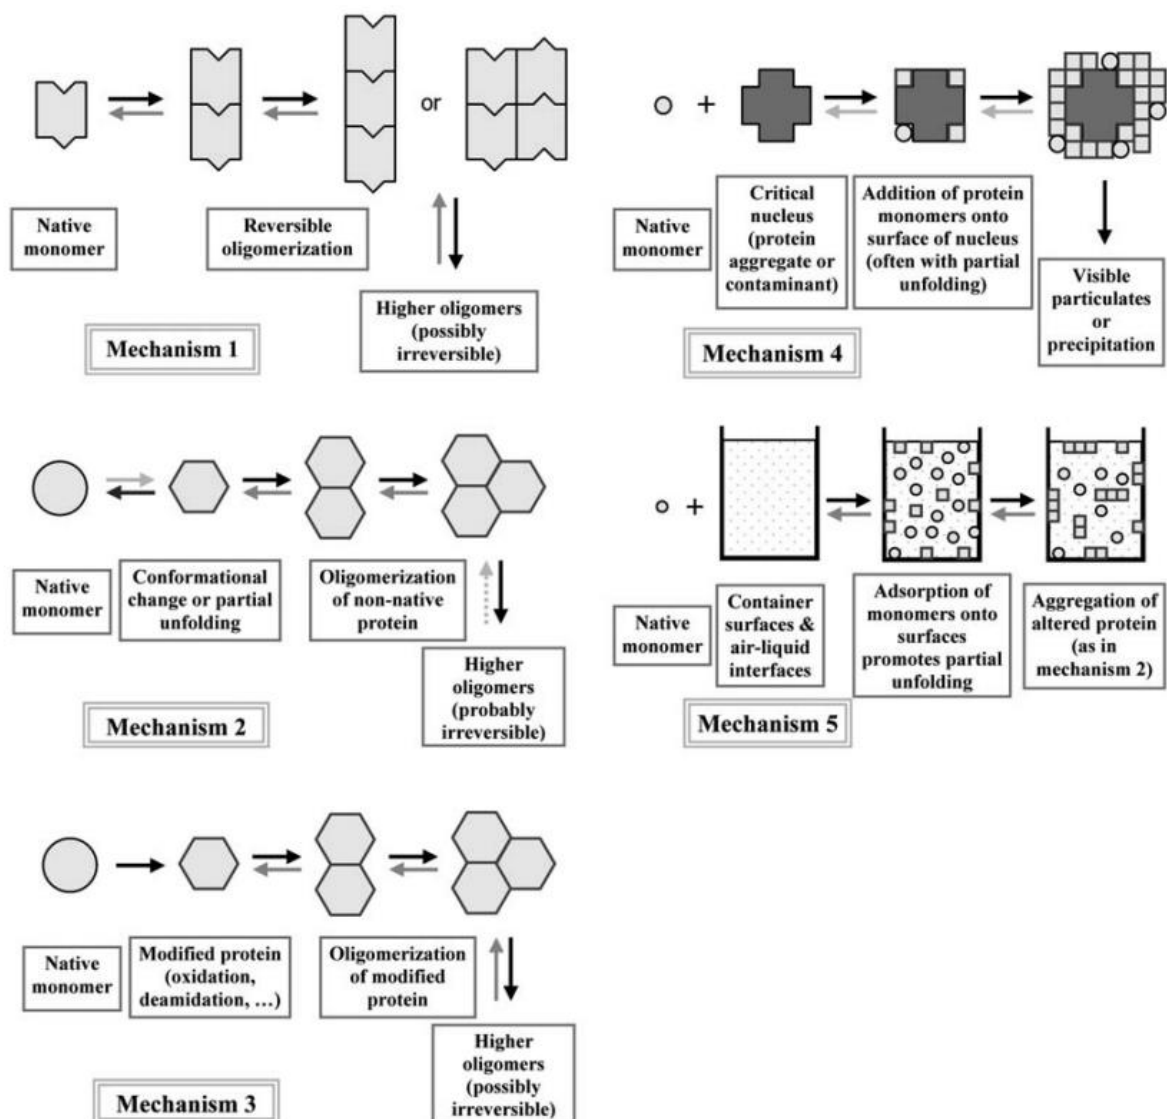 or
Native
monomer
Reversible
oligomerization
Higher oligomers
(possibly
irreversible)
Mechanism 1
Native
monomer
Conformational
change or partial
unfolding
Oligomerization
of non-native
protein
Higher
oligomers
(probably
irreversible)
Mechanism 2
Native
monomer
Modified protein
(oxidation,
deamidation, …)
Oligomerization
of modified
protein
Higher
oligomers
(possibly
irreversible)
Mechanism 3
+
Native
monomer
Critical
nucleus
(protein
aggregate or
contaminant)
Addition of protein
monomers onto
surface of nucleus
(often with partial
unfolding)
Visible
particulates
or
precipitation
Mechanism 4
+
Native
monomer
Container
surfaces &
air-liquid
interfaces
Adsorption of
monomers onto
surfaces
promotes partial
unfolding
Aggregation of
altered protein
(as in
mechanism 2)
Mechanism 5